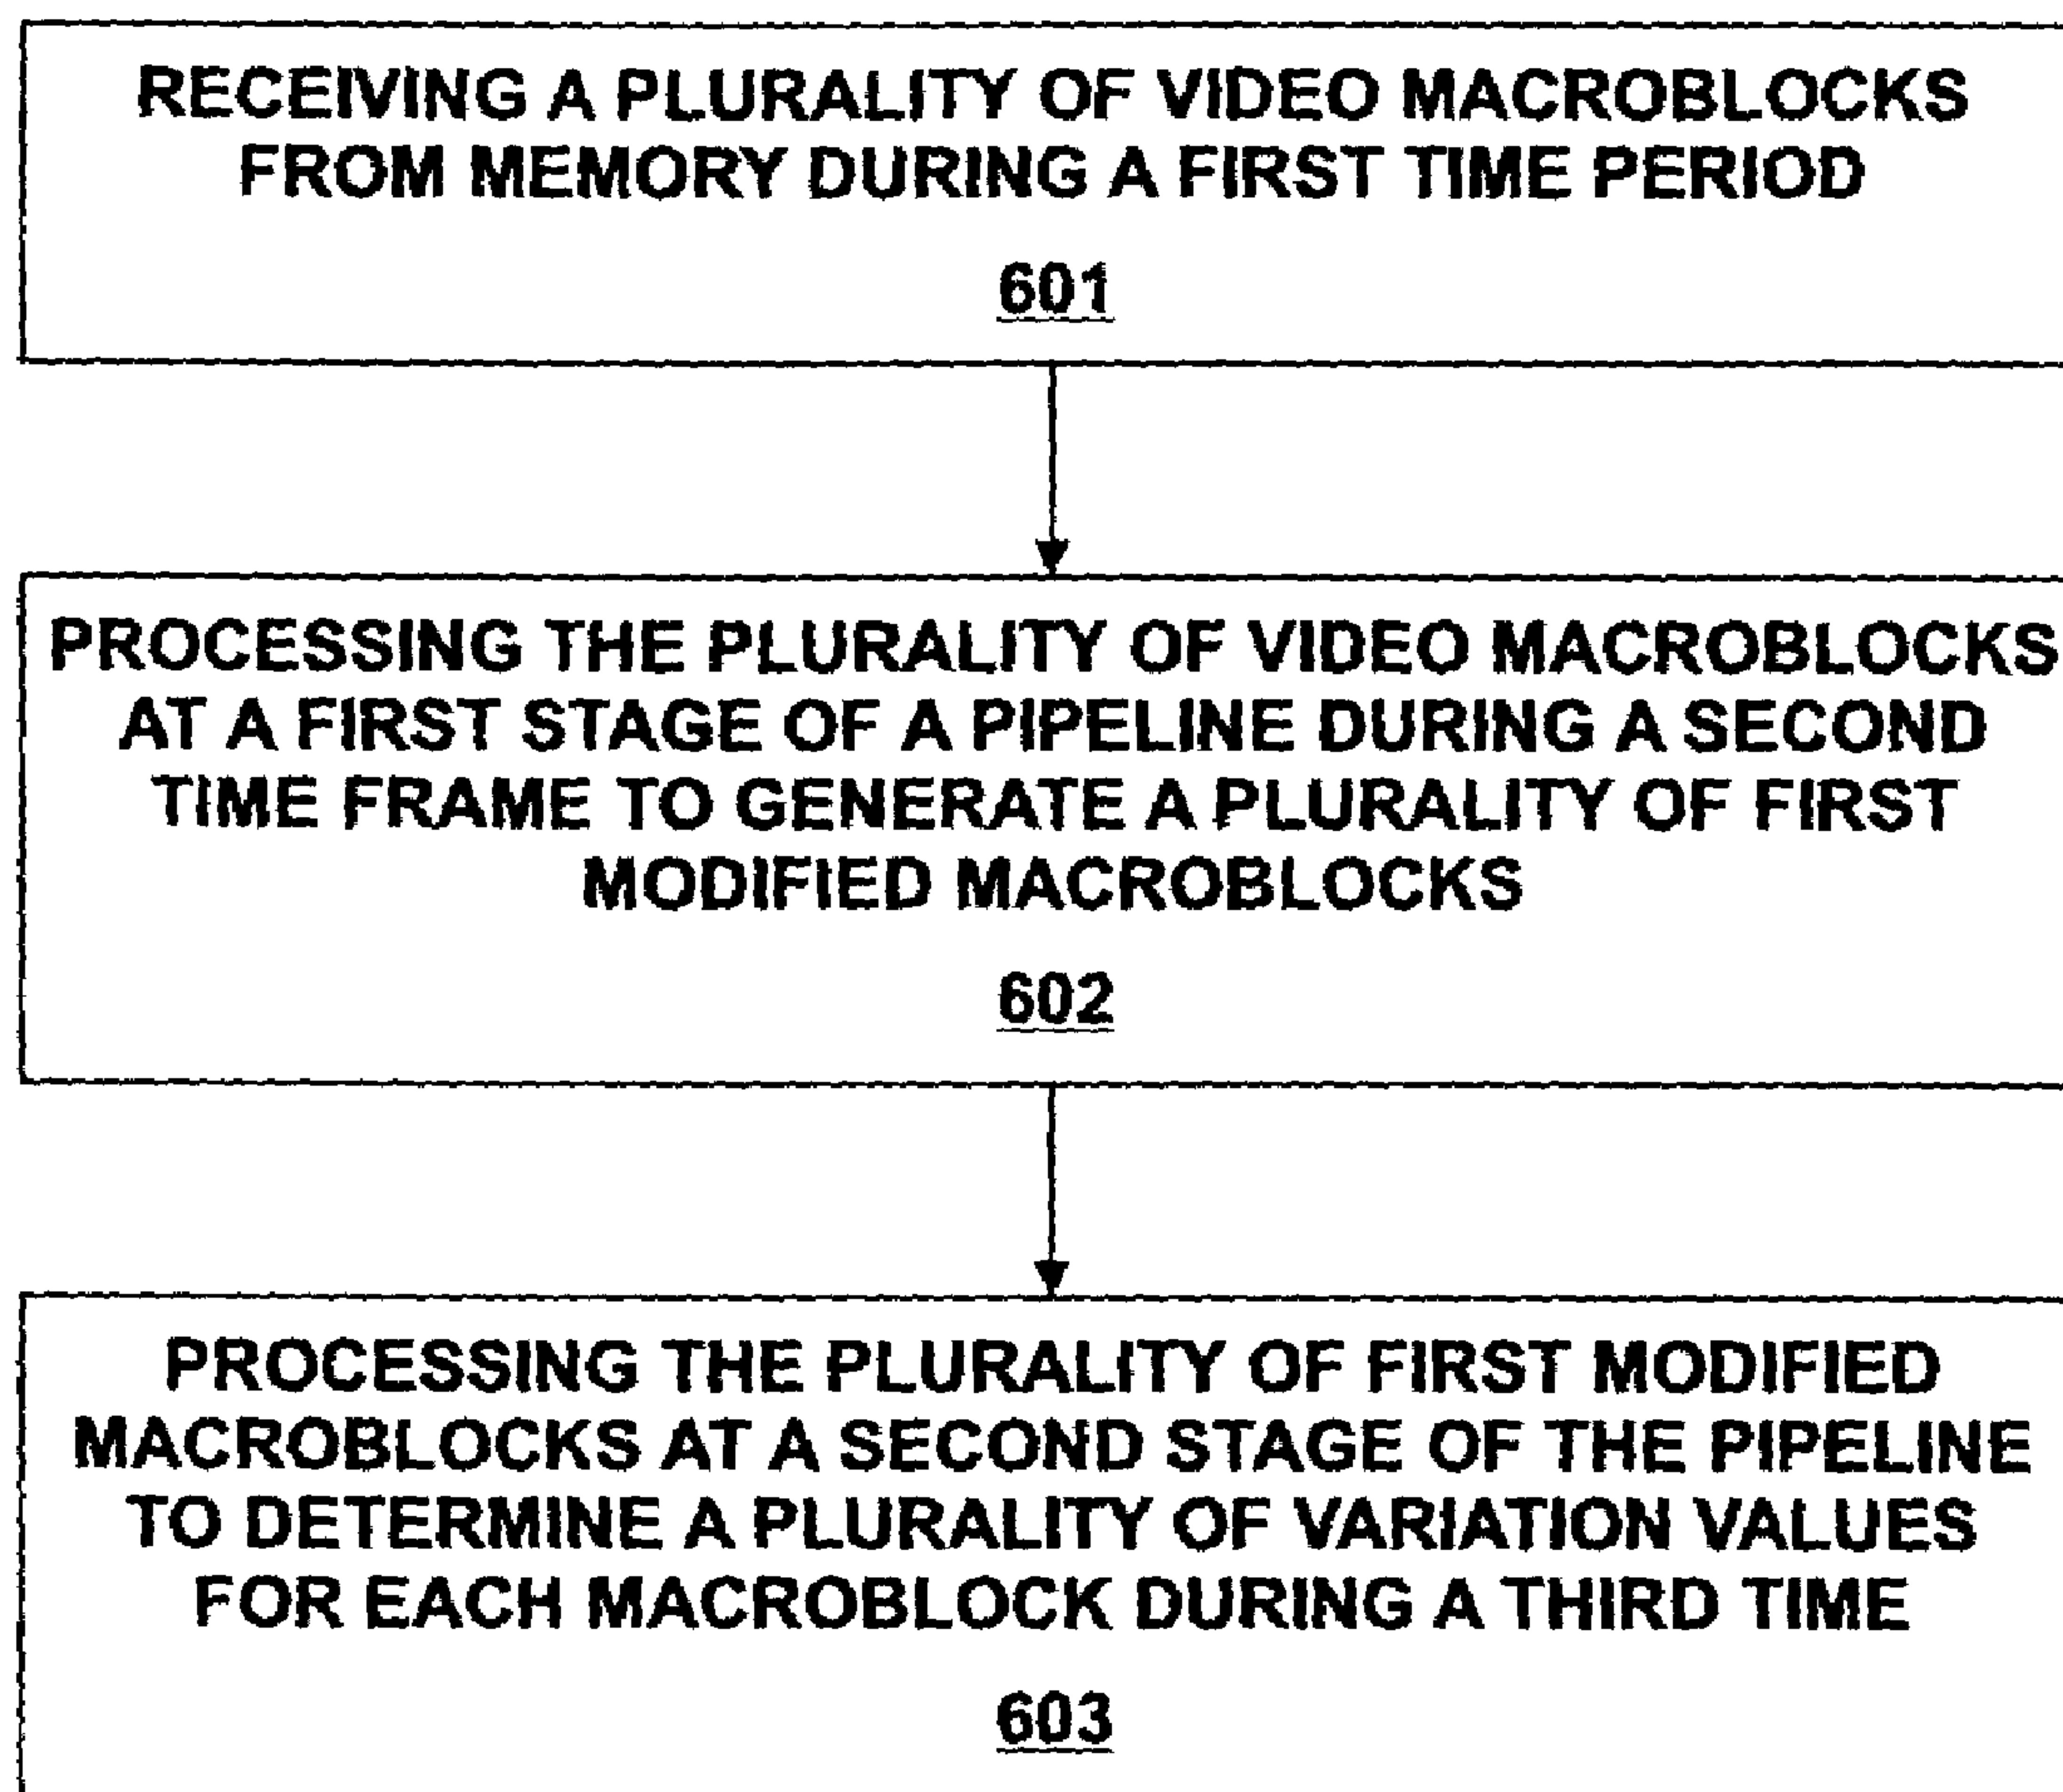 RECEIVING A PLURALITY OF VIDEO MACROBLOCKS
FROM MEMORY DURING A FIRST TIME PERIOD
601
PROCESSING THE PLURALITY OF VIDEO MACROBLOCKS
AT A FIRST STAGE OF A PIPELINE DURING A SECOND
TIME FRAME TO GENERATE A PLURALITY OF FIRST
MODIFIED MACROBLOCKS
602
PROCESSING THE PLURALITY OF FIRST MODIFIED
MACROBLOCKS AT A SECOND STAGE OF THE PIPELINE
TO DETERMINE A PLURALITY OF VARIATION VALUES
FOR EACH MACROBLOCK DURING A THIRD TIME
603